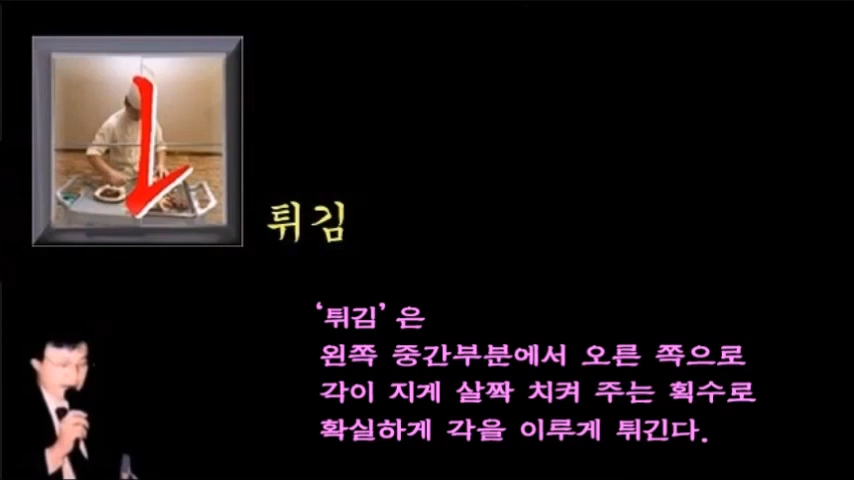 튀김
‘튀김’은
왼쪽 중간부분에서 오른 쪽으로
각이 지게 살짝 치켜 주는 획수로
확실하게 각을 이루게 튀긴다.